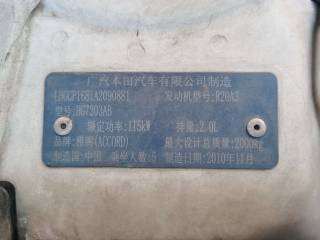 广汽本田汽车有限公司制造
LHGCP1681A2090881 发动机型号:R20A3
型号:HG7203AB
额定功率:115kW 排量:2.0L
品牌:雅阁(ACCORD) 最大设计总质量:2000kg
制造国:中国 乘坐人数:5 制造日期:2010年11月